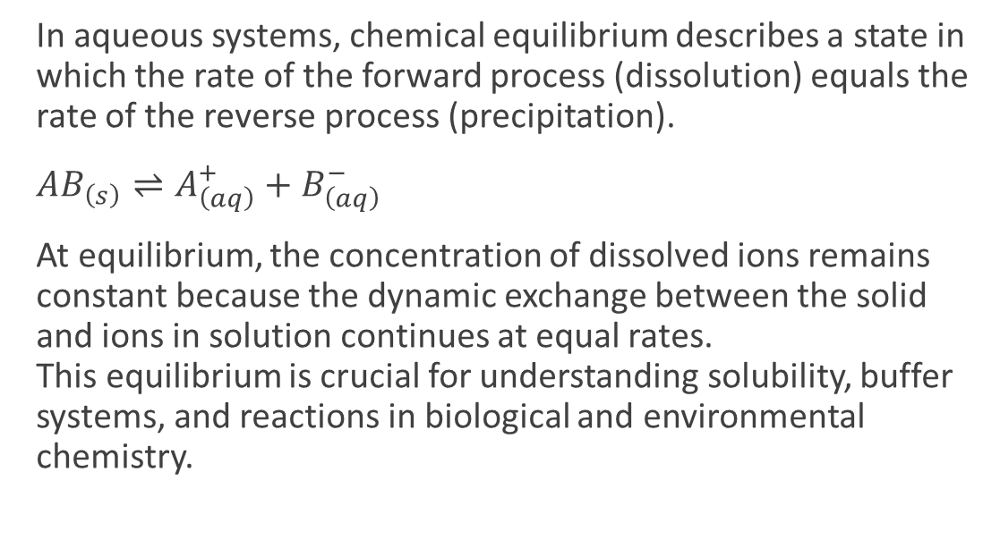 In aqueous systems, chemical equilibrium describes a state in
which the rate of the forward process (dissolution) equals the
rate of the reverse process (precipitation).
AB₍s₎ ⇌ A⁺₍aq₎ + B⁻₍aq₎
At equilibrium, the concentration of dissolved ions remains
constant because the dynamic exchange between the solid
and ions in solution continues at equal rates.
This equilibrium is crucial for understanding solubility, buffer
systems, and reactions in biological and environmental
chemistry.